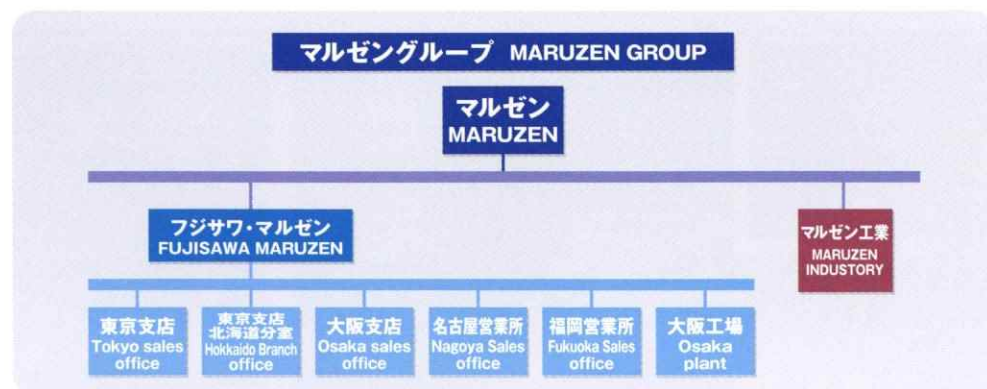 マルゼングループ MARUZEN GROUP
マルゼン
MARUZEN
フジサワ・マルゼン
FUJISAWA MARUZEN
マルゼン工業
MARUZEN
INDUSTORY
東京支店
Tokyo sales
office
東京支店
北海道分室
Hokkaido Branch
office
大阪支店
Osaka sales
office
名古屋営業所
Nagoya Sales
office
福岡営業所
Fukuoka Sales
office
大阪工場
Osaka
plant